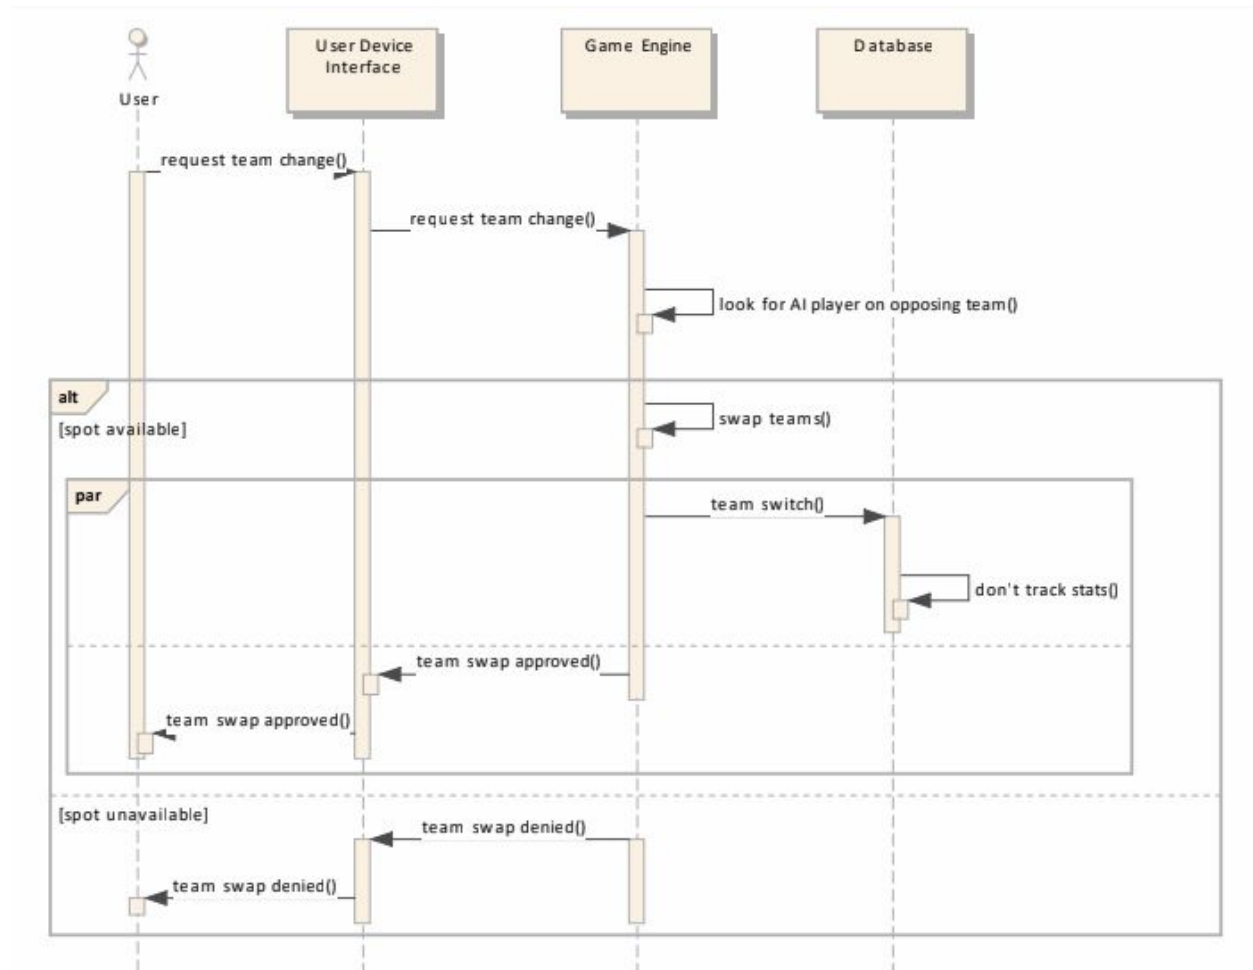 User
User Device
Interface
Game Engine
Database
request team change()
request team change()
look for AI player on opposing team()
alt
[spot available]
swap teams()
par
team switch()
don't track stats()
team swap approved()
team swap approved()
[spot unavailable]
team swap denied()
team swap denied()